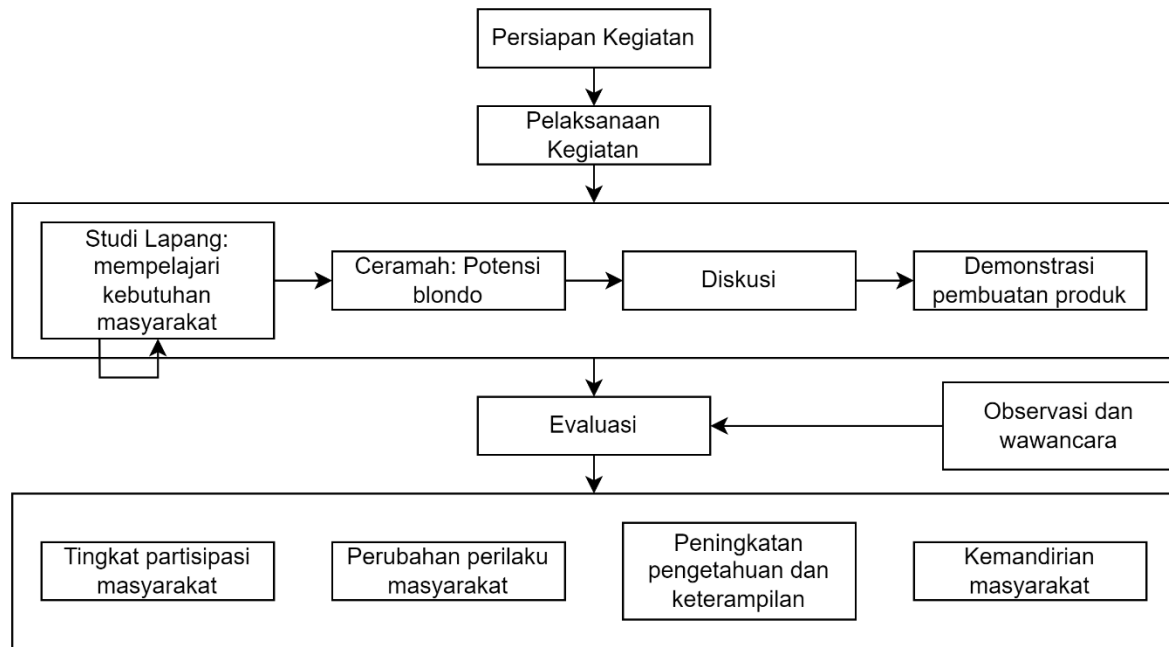 Persiapan Kegiatan
Pelaksanaan
Kegiatan
Studi Lapang:
mempelajari
kebutuhan
masyarakat
Ceramah: Potensi
blondo
Diskusi
Demonstrasi
pembuatan produk
Evaluasi
Observasi dan
wawancara
Tingkat partisipasi
masyarakat
Perubahan perilaku
masyarakat
Peningkatan
pengetahuan dan
keterampilan
Kemandirian
masyarakat